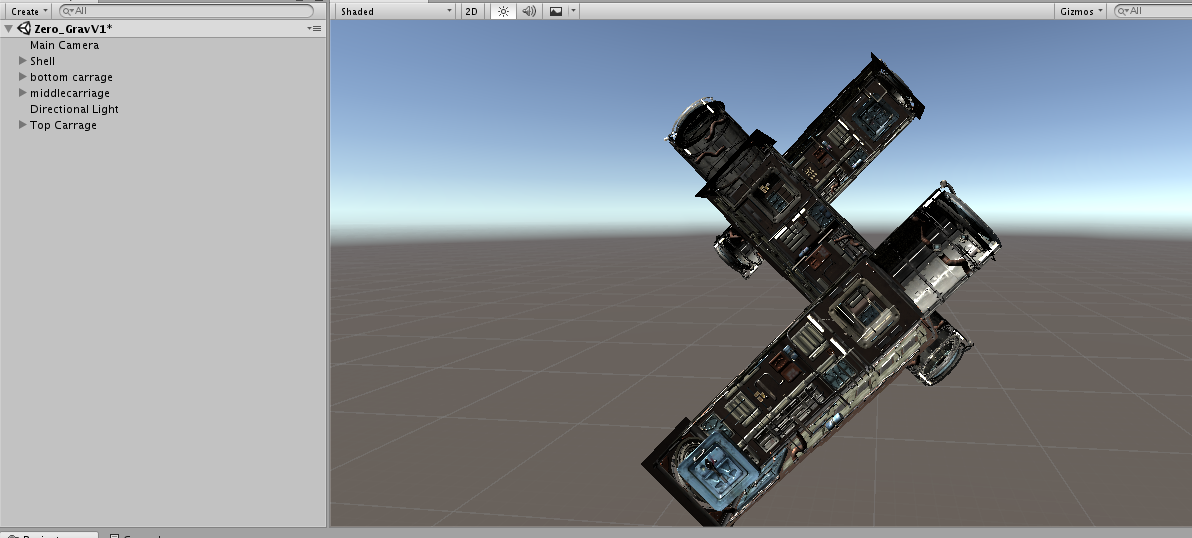 Create
All
Shaded
2D
Gizmos
All
Zero_GravV1*
Main Camera
Shell
bottom carrage
middlecarriage
Directional Light
Top Carrage